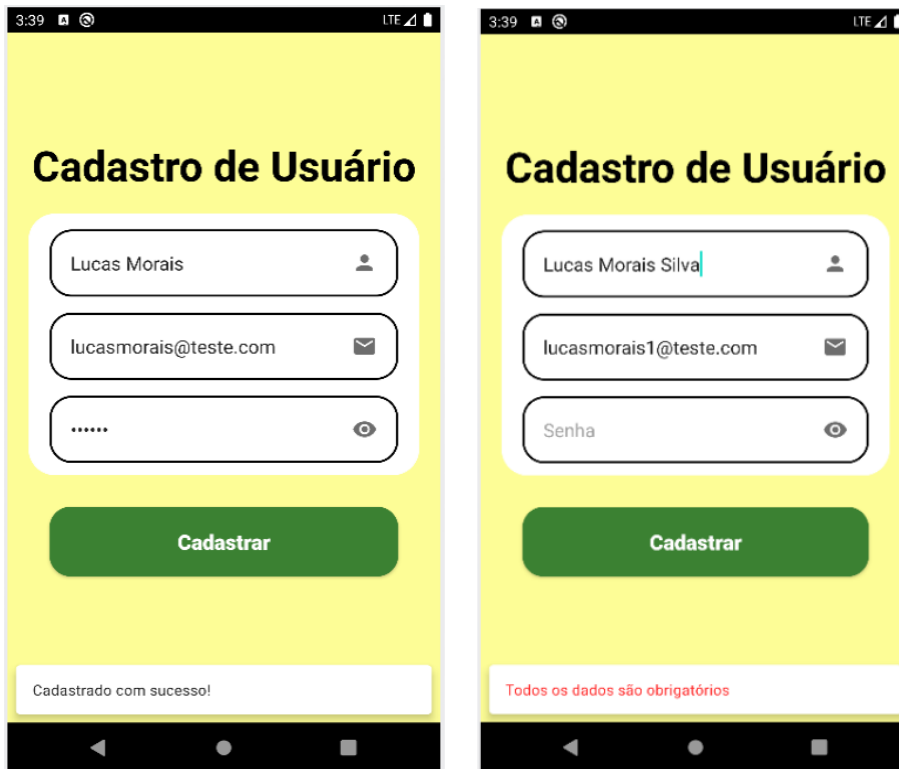 3:39 LTE
Cadastro de Usuário
Lucas Morais
lucasmorais@teste.com
••••••
Cadastrar
Cadastrado com sucesso!
3:39 LTE
Cadastro de Usuário
Lucas Morais Silva
lucasmorais1@teste.com
Senha
Cadastrar
Todos os dados são obrigatórios